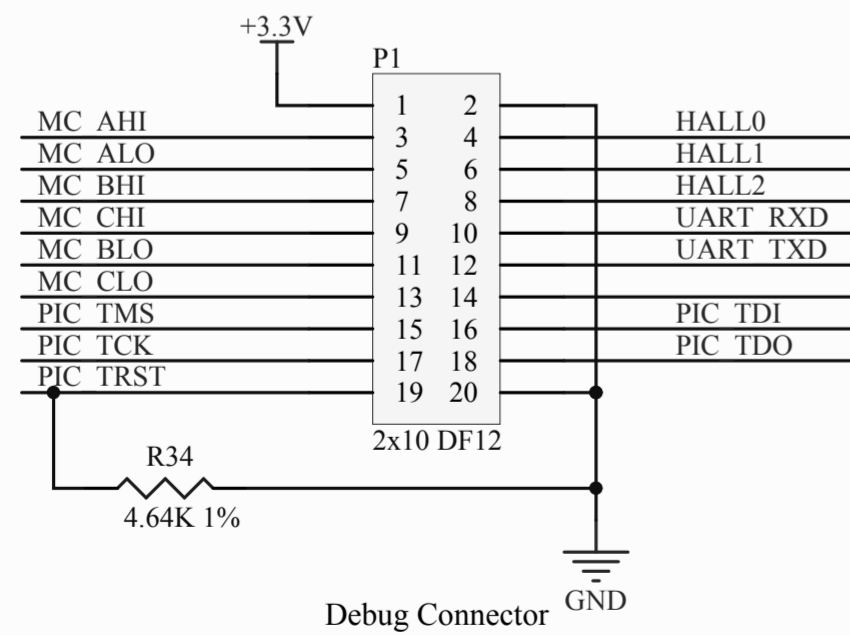 +3.3V
P1
1 2
MC AHI 3 4 HALL0
MC ALO 5 6 HALL1
MC BHI 7 8 HALL2
MC CHI 9 10 UART RXD
MC BLO 11 12 UART TXD
MC CLO 13 14
PIC TMS 15 16 PIC TDI
PIC TCK 17 18 PIC TDO
PIC TRST 19 20
2x10 DF12
R34
4.64K 1%
GND
Debug Connector